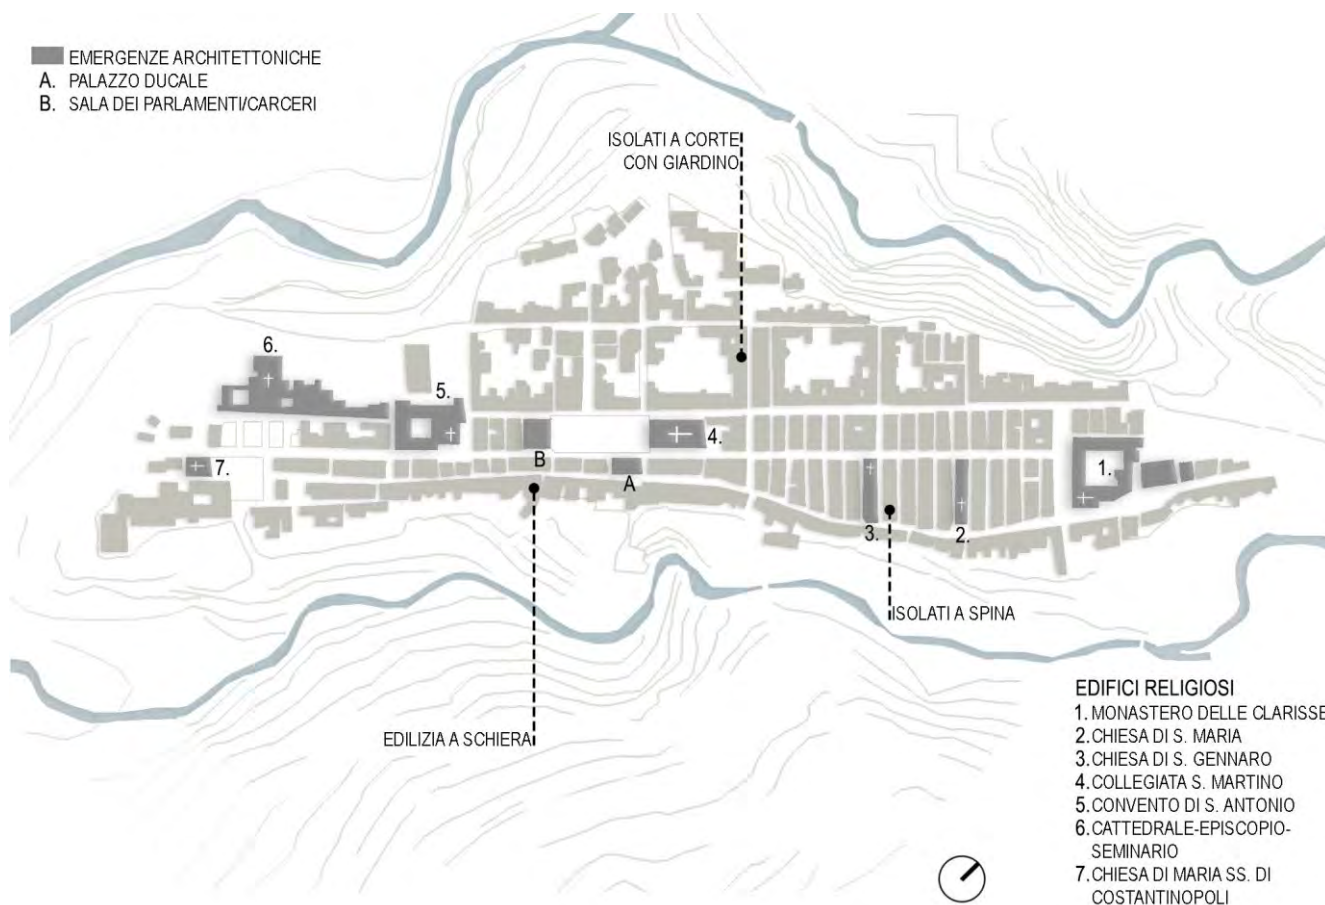 EMERGENZE ARCHITETTONICHE
A. PALAZZO DUCALE
B. SALA DEI PARLAMENTI/CARCERI
ISOLATI A CORTE
CON GIARDINO
6.
5.
4.
7.
B
A
1.
3.
2.
ISOLATI A SPINA
EDILIZIA A SCHIERA
EDIFICI RELIGIOSI
1. MONASTERO DELLE CLARISSE
2. CHIESA DI S. MARIA
3. CHIESA DI S. GENNARO
4. COLLEGIATA S. MARTINO
5. CONVENTO DI S. ANTONIO
6. CATTEDRALE-EPISCOPIO-
SEMINARIO
7. CHIESA DI MARIA SS. DI
COSTANTINOPOLI